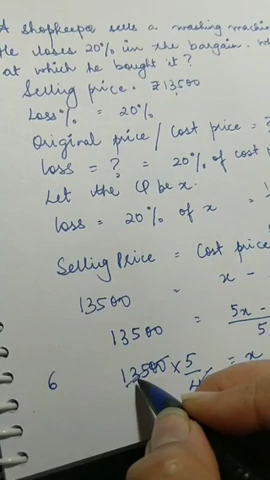 A shopkeeper sells a washing machin
He loses 20% in the bargain.
at which he bought it?
Selling price. ₹13,500
Loss% = 20%
Original price / Cost price = ?
loss = ? = 20% of cost
Let the CP be x.
loss = 20% of x =
Selling Price = Cost price
13500 = x -
13500 = 5x - / 5
6 13500 × 5/4 = x